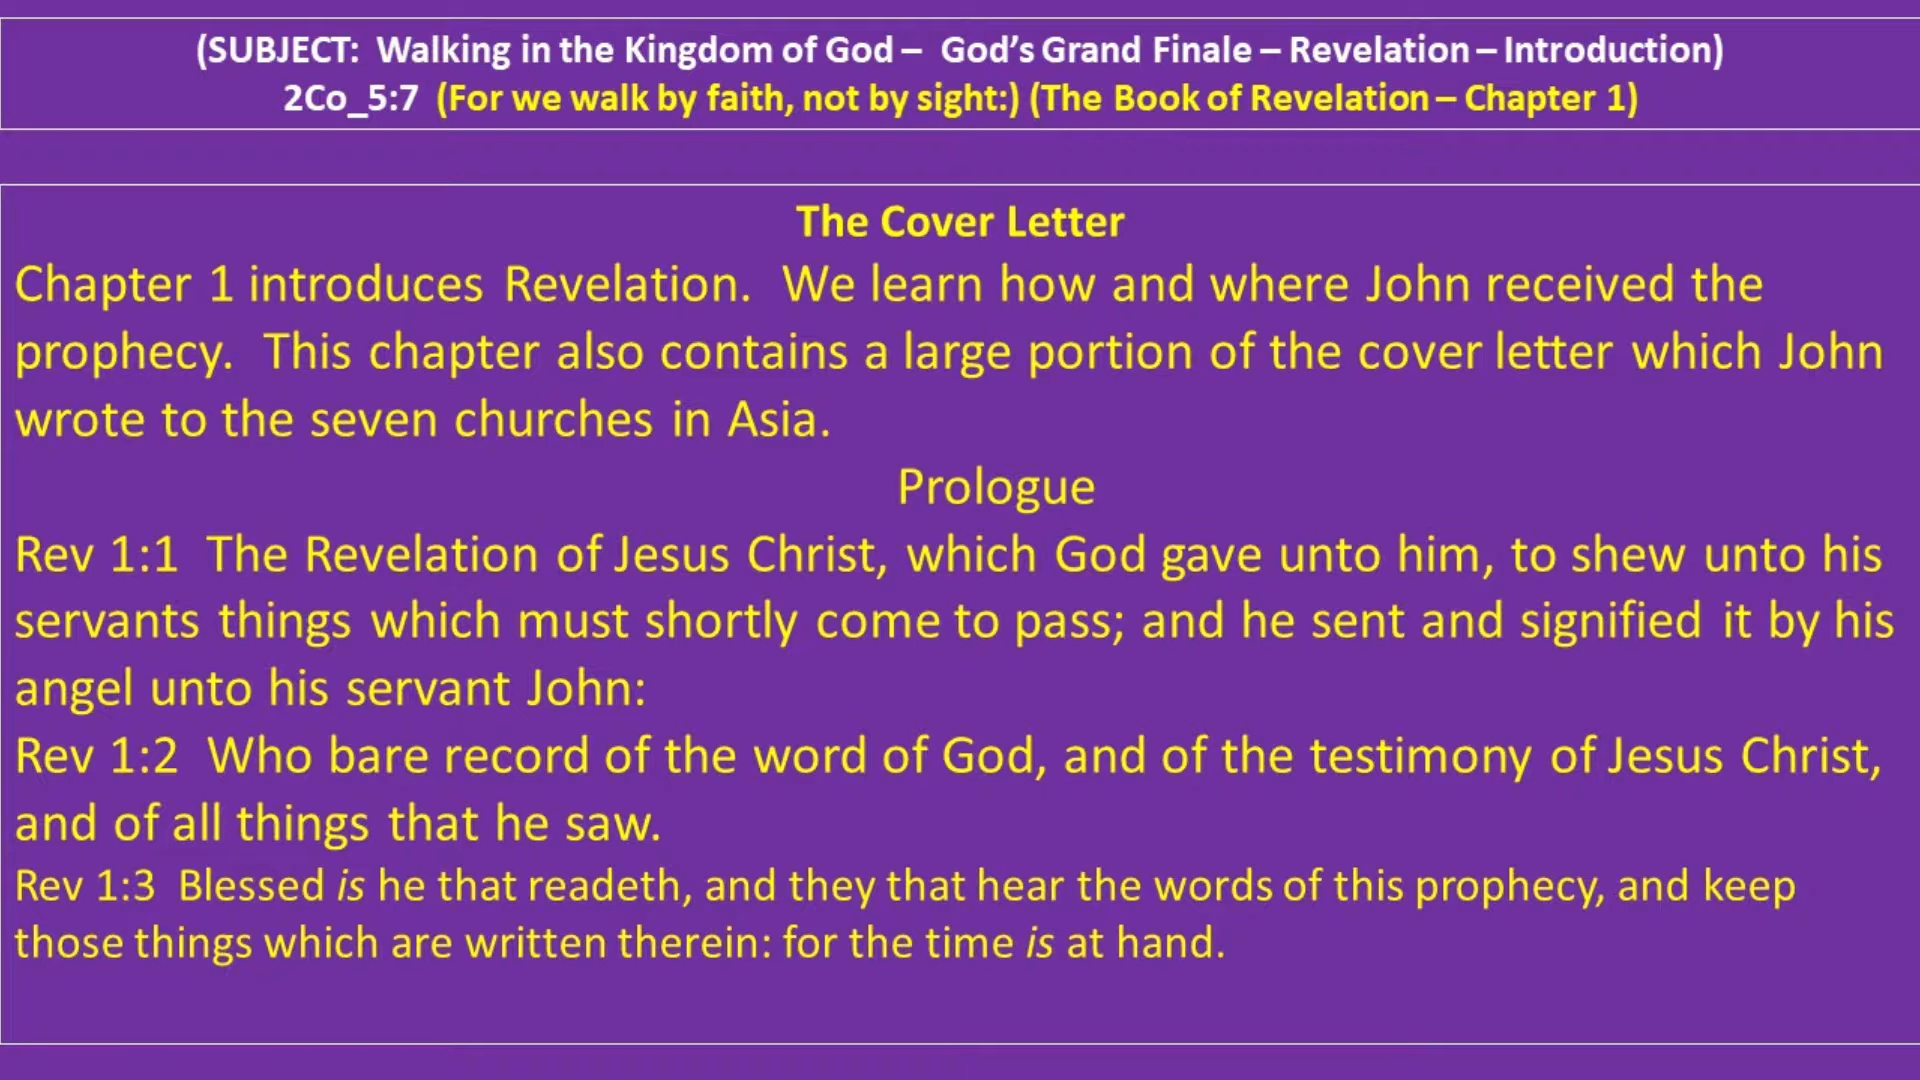 (SUBJECT:  Walking in the Kingdom of God –  God’s Grand Finale – Revelation – Introduction)
2Co_5:7  (For we walk by faith, not by sight:) (The Book of Revelation – Chapter 1)
The Cover Letter
Chapter 1 introduces Revelation.  We learn how and where John received the
prophecy.  This chapter also contains a large portion of the cover letter which John
wrote to the seven churches in Asia.
Prologue
Rev 1:1  The Revelation of Jesus Christ, which God gave unto him, to shew unto his
servants things which must shortly come to pass; and he sent and signified it by his
angel unto his servant John:
Rev 1:2  Who bare record of the word of God, and of the testimony of Jesus Christ,
and of all things that he saw.
Rev 1:3  Blessed is he that readeth, and they that hear the words of this prophecy, and keep
those things which are written therein: for the time is at hand.